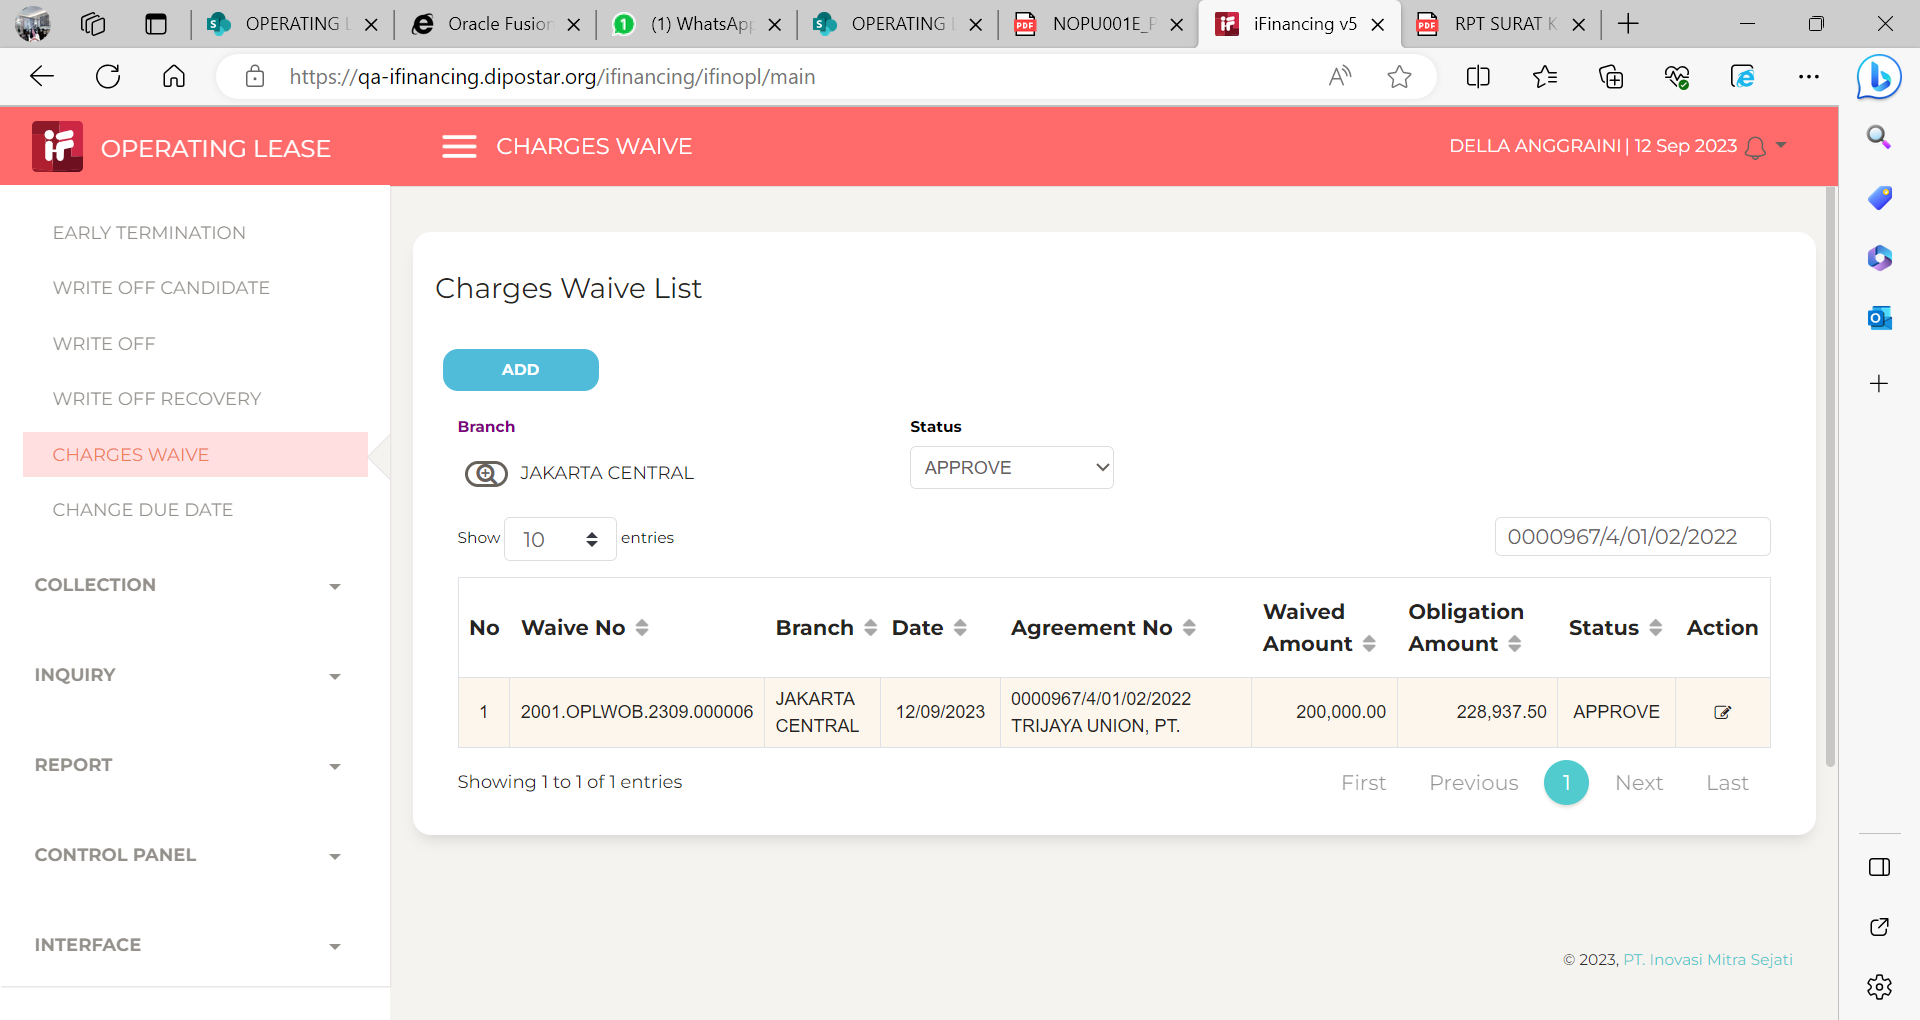 OPERATING L
Oracle Fusion
(1) WhatsApp
OPERATING L
NOPU001E_P
iFinancing v5
RPT SURAT K
https://qa-ifinancing.dipostar.org/ifinancing/ifinopl/main
OPERATING LEASE
CHARGES WAIVE
DELLA ANGGRAINI | 12 Sep 2023
EARLY TERMINATION
WRITE OFF CANDIDATE
WRITE OFF
WRITE OFF RECOVERY
CHARGES WAIVE
CHANGE DUE DATE
COLLECTION
INQUIRY
REPORT
CONTROL PANEL
INTERFACE
Charges Waive List
ADD
Branch
Status
JAKARTA CENTRAL
APPROVE
Show 10 entries
0000967/4/01/02/2022
No Waive No Branch Date Agreement No Waived Amount Obligation Amount Status Action
1 2001.OPLWOB.2309.000006 JAKARTA CENTRAL 12/09/2023 0000967/4/01/02/2022 TRIJAYA UNION, PT. 200,000.00 228,937.50 APPROVE
Showing 1 to 1 of 1 entries
First Previous 1 Next Last
© 2023, PT. Inovasi Mitra Sejati